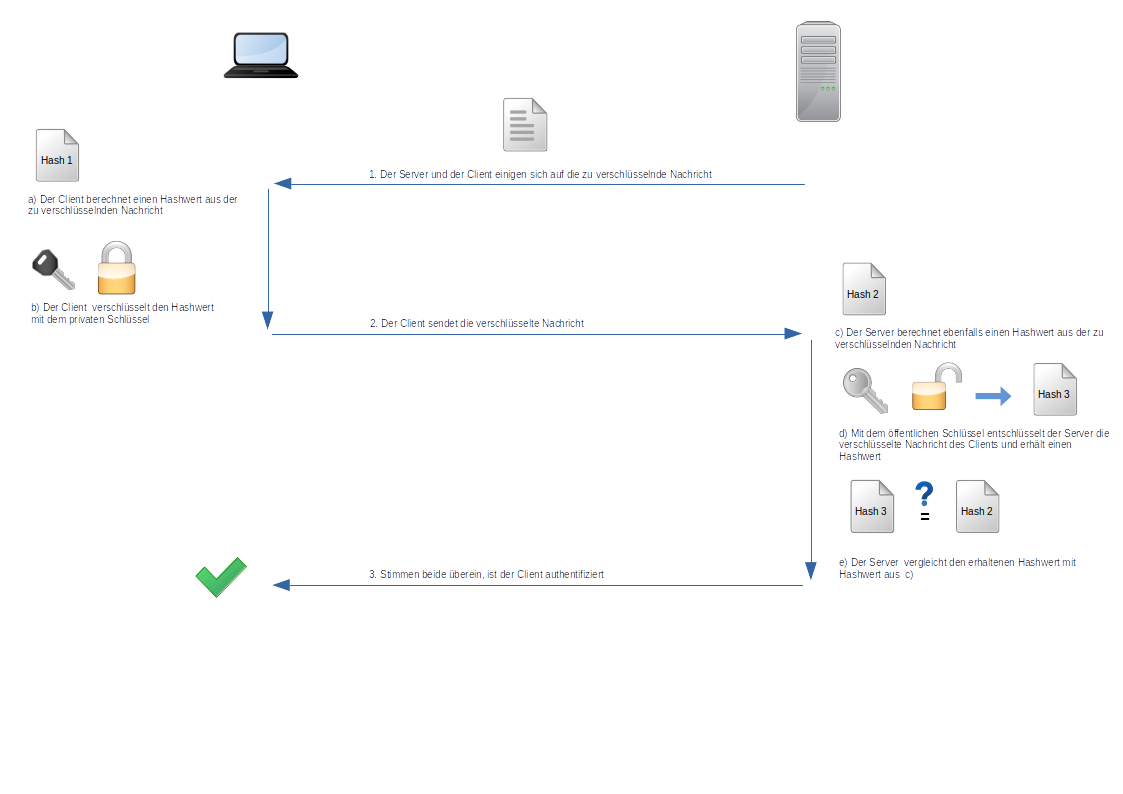 Hash 1
1. Der Server und der Client einigen sich auf die zu verschlüsselnde Nachricht
a) Der Client berechnet einen Hashwert aus der
zu verschlüsselnden Nachricht
b) Der Client verschlüsselt den Hashwert
mit dem privaten Schlüssel
2. Der Client sendet die verschlüsselte Nachricht
Hash 2
c) Der Server berechnet ebenfalls einen Hashwert aus der zu
verschlüsselnden Nachricht
Hash 3
d) Mit dem öffentlichen Schlüssel entschlüsselt der Server die
verschlüsselte Nachricht des Clients und erhält einen
Hashwert
Hash 3 ? = Hash 2
e) Der Server vergleicht den erhaltenen Hashwert mit
Hashwert aus c)
3. Stimmen beide überein, ist der Client authentifiziert